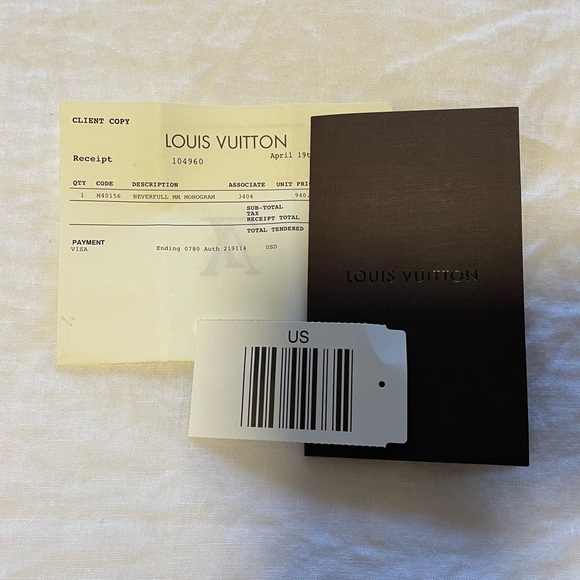 CLIENT COPY
LOUIS VUITTON
Receipt 104960 April 19t
QTY CODE DESCRIPTION ASSOCIATE UNIT PRI
1 M40156 NEVERFULL MM MONOGRAM 3404 940.
SUB-TOTAL
TAX
RECEIPT TOTAL
TOTAL TENDERED
PAYMENT
VISA Ending 0780 Auth 219114 USD
LOUIS VUITTON
US